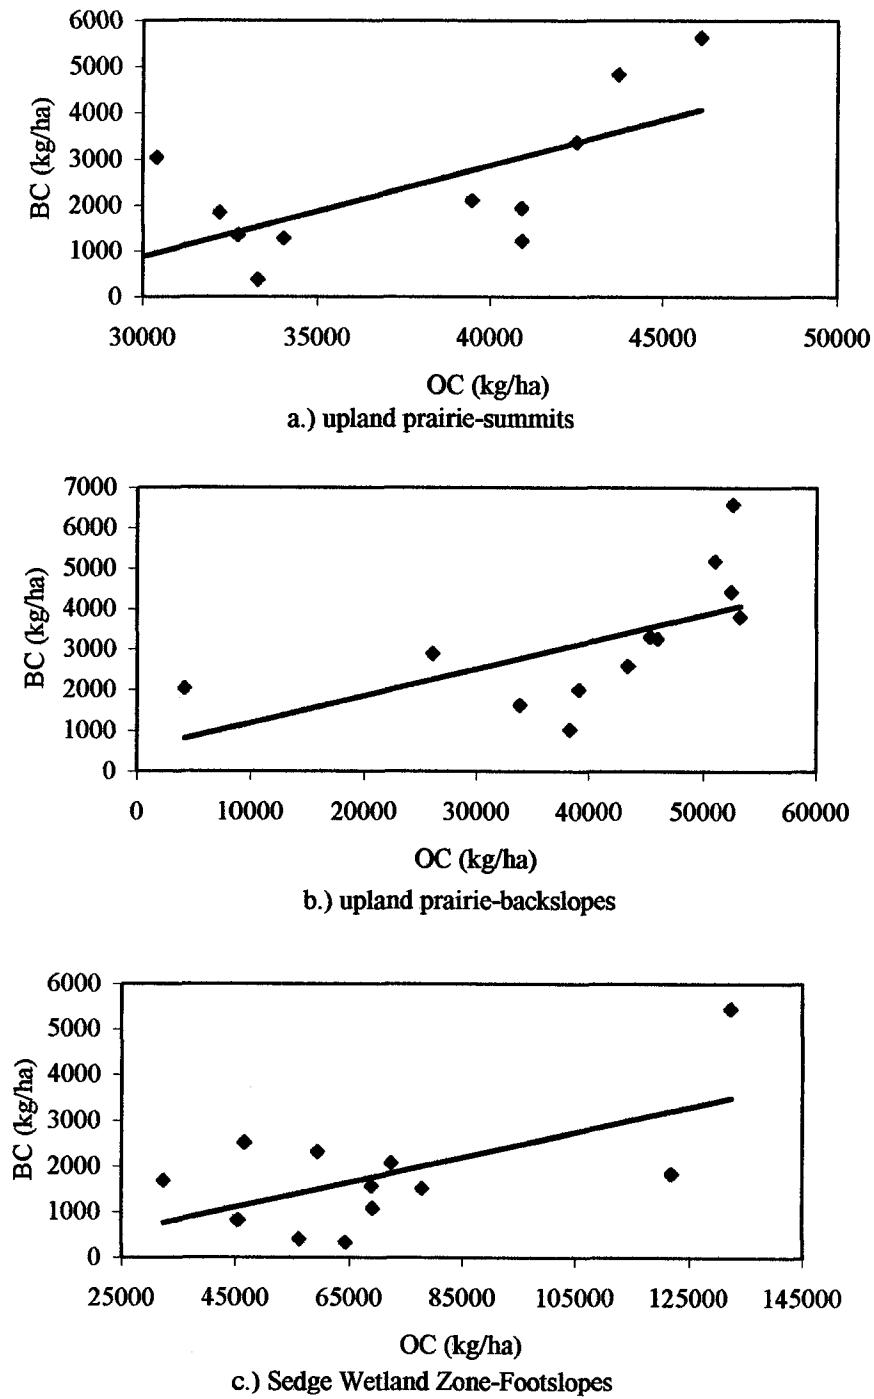 6000
5000
4000
3000
2000
1000
0
BC (kg/ha)
30000 35000 40000 45000 50000
OC (kg/ha)
a.) upland prairie-summits
7000
6000
5000
4000
3000
2000
1000
0
BC (kg/ha)
0 10000 20000 30000 40000 50000 60000
OC (kg/ha)
b.) upland prairie-backslopes
6000
5000
4000
3000
2000
1000
0
BC (kg/ha)
25000 45000 65000 85000 105000 125000 145000
OC (kg/ha)
c.) Sedge Wetland Zone-Footslopes